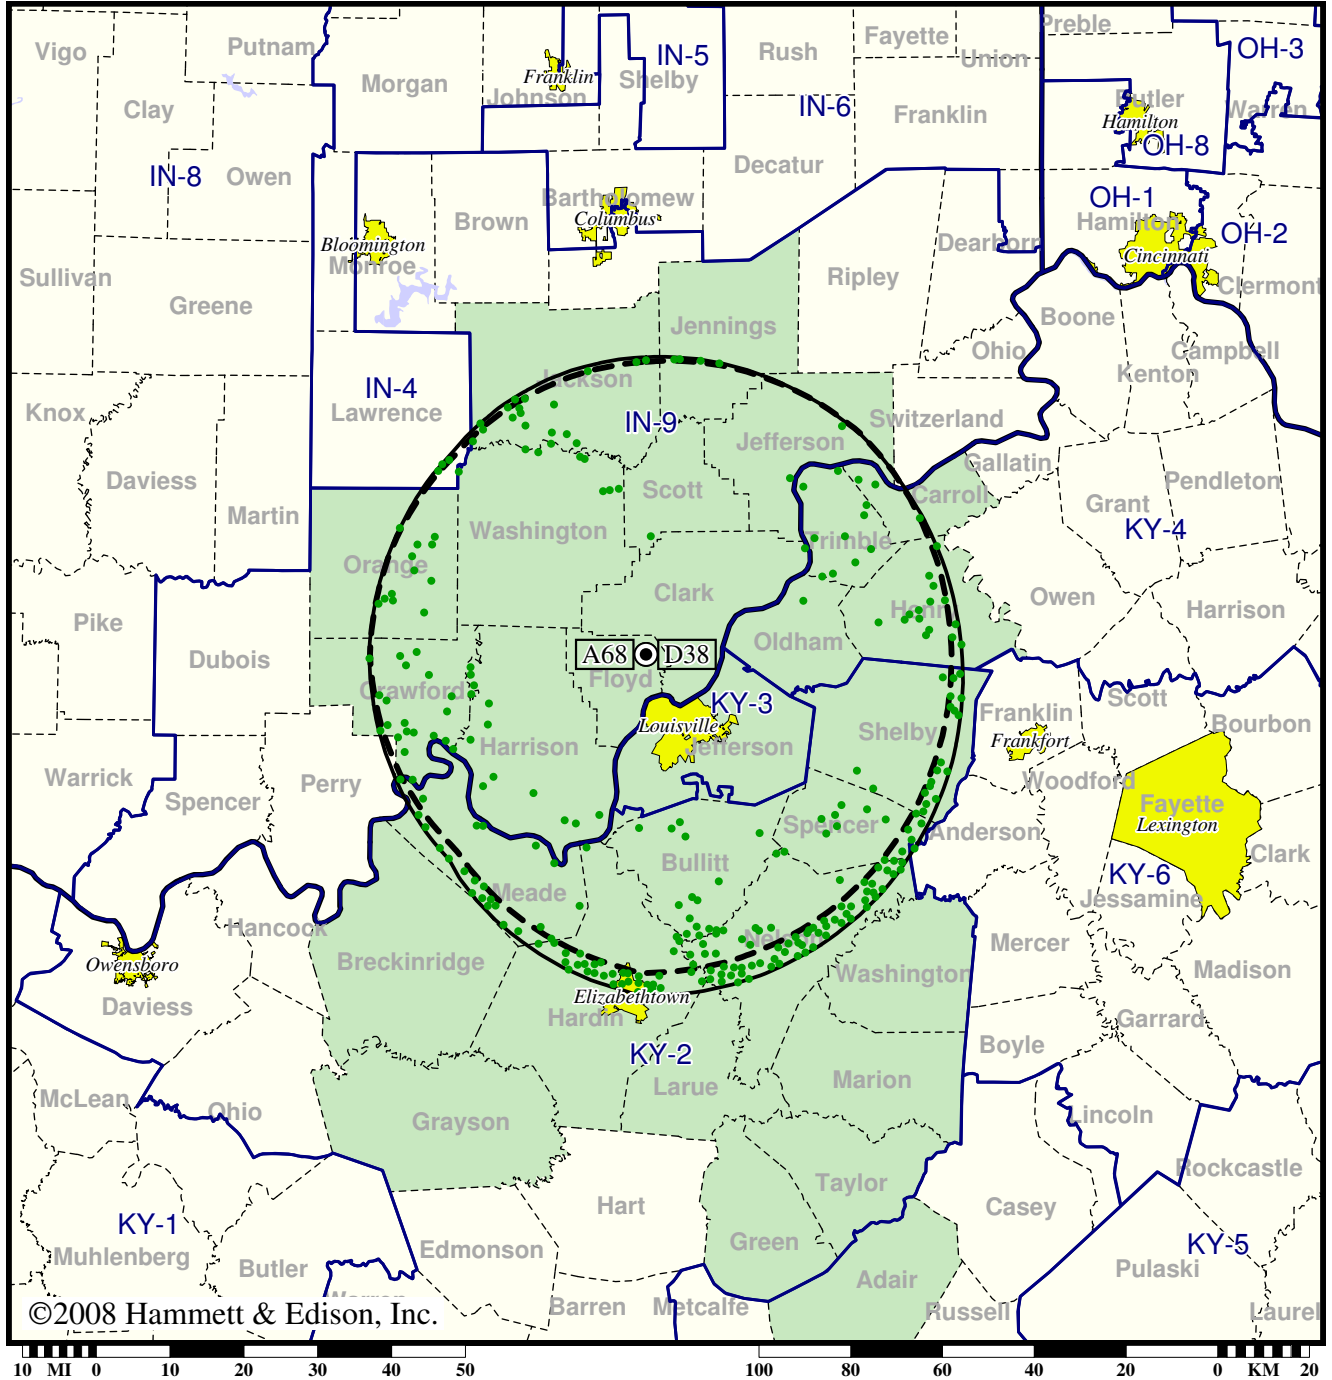 Preble
Vigo
Putnam
Fayette
OH-3
IN-5
Rush
Union
Franklin
Shelby
Morgan
Johnson
Clay
IN-6
Franklin
Butler
Warren
Hamilton
OH-8
Decatur
IN-8
Owen
Bartholomew
OH-1
Brown
Columbus
Hamilton
OH-2
Bloomington
Monroe
Dearborn
Cincinnati
Sullivan
Ripley
Clermont
Greene
Boone
Jennings
Ohio
Campbell
Kenton
Jackson
IN-4
Knox
Lawrence
IN-9
Switzerland
Jefferson
Gallatin
Daviess
Scott
Carroll
Pendleton
Grant
Martin
Washington
KY-4
Trimble
Orange
Clark
Owen
Henry
Harrison
Pike
Oldham
Dubois
A68
D38
Floyd
Crawford
Scott
KY-3
Franklin
Bourbon
Louisville
Shelby
Frankfort
Harrison
Jefferson
Warrick
Perry
Woodford
Spencer
Fayette
Spencer
Lexington
Anderson
Bullitt
Clark
KY-6
Meade
Jessamine
Hancock
Nelson
Mercer
Owensboro
Breckinridge
Washington
Madison
Elizabethtown
Daviess
Hardin
Garrard
KY-2
Boyle
Marion
Larue
McLean
Ohio
Lincoln
Grayson
Rockcastle
Taylor
Hart
Casey
KY-1
Green
KY-5
Muhlenberg
Edmonson
Butler
Pulaski
Adair
Warren
Barren
Metcalfe
Russell
Laurel
©2008 Hammett & Edison, Inc.
10 MI 0 10 20 30 40 50 100 80 60 40 20 0 KM 20